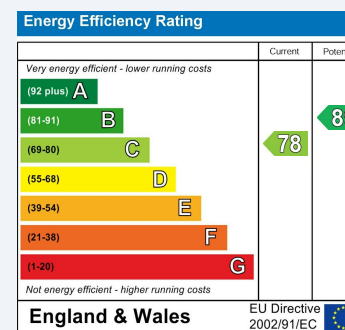 Energy Efficiency Rating
Current
Very energy efficient - lower running costs
(92 plus) A
(81-91) B
(69-80) C
78
(55-68) D
(39-54) E
(21-38) F
(1-20) G
Not energy efficient - higher running costs
England & Wales
EU Directive
2002/91/EC